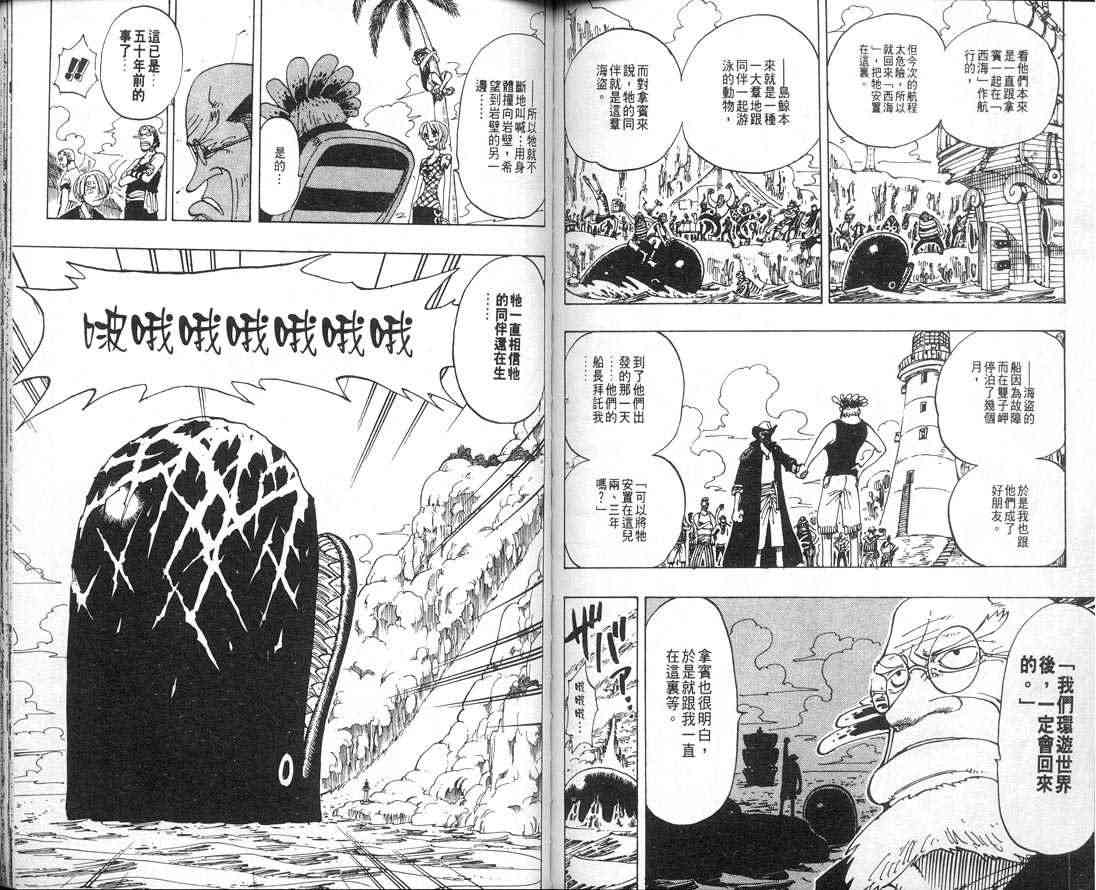 看他們本來
是一直跟拿
賓一起在「
西海」作航
行的，
但今次的航程
太危險，所以
就回來「西海
」，把牠安置
在這裏
——島鯨本
來就是一種
一大羣地跟
同伴一起游
泳的動物，
而對拿賓來
說，牠的同
伴就是這羣
海盜。
——海盜的
船因為故障
而在雙子岬
停泊了幾個
月，
於是我也跟
他們成了
好朋友。
到了他們出
發的那一天
……他們的
船長拜託我
……
「可以將牠
安置在這兒
兩、三年
嗎？」
「我們環遊世界
後，一定會回來
的。」
拿賓也很明白，
於是就跟我一直
在這裏等。
ザバァ
哦哦哦…
——所以牠就不
斷地叫喊…用身
體撞向岩壁，希
望到岩壁的另一
邊……
是的…
這已是…
五十年前的
事了…
!!
牠一直相信牠
的同伴還在生
……
啵哦哦哦哦哦哦